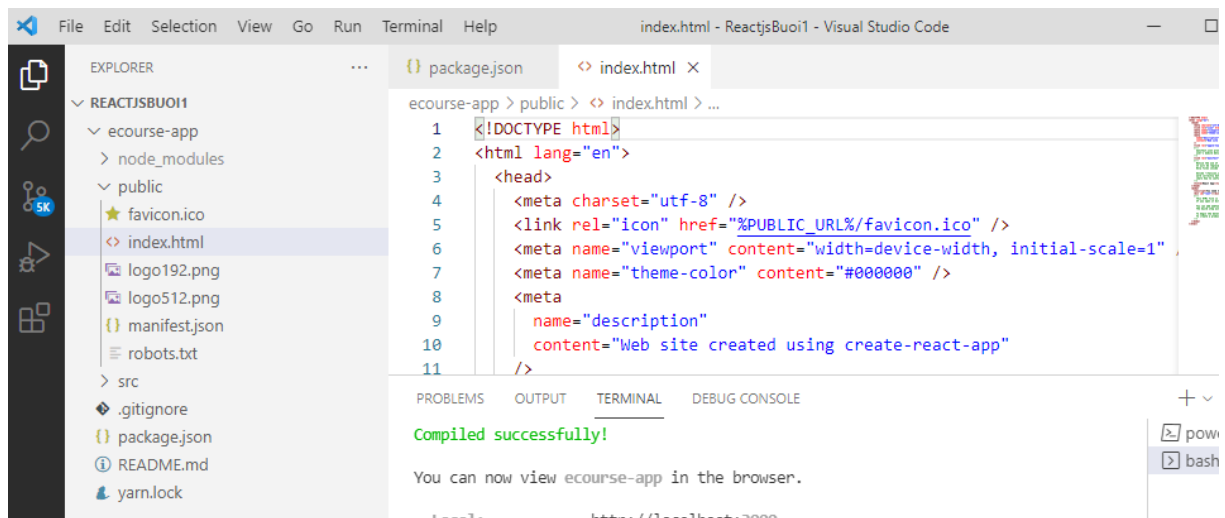 File Edit Selection View Go Run Terminal Help index.html - ReactjsBuoi1 - Visual Studio Code
EXPLORER ...
REACTJSBUOI1
ecourse-app
node_modules
public
favicon.ico
index.html
logo192.png
logo512.png
manifest.json
robots.txt
src
.gitignore
package.json
README.md
yarn.lock
5K
package.json index.html
ecourse-app > public > <> index.html > ...
1 <!DOCTYPE html>
2 <html lang="en">
3 <head>
4 <meta charset="utf-8" />
5 <link rel="icon" href="%PUBLIC_URL%/favicon.ico" />
6 <meta name="viewport" content="width=device-width, initial-scale=1" /
7 <meta name="theme-color" content="#000000" />
8 <meta
9 name="description"
10 content="Web site created using create-react-app"
11 />
PROBLEMS OUTPUT TERMINAL DEBUG CONSOLE
Compiled successfully!
You can now view ecourse-app in the browser.
http://localhost:3000
bash